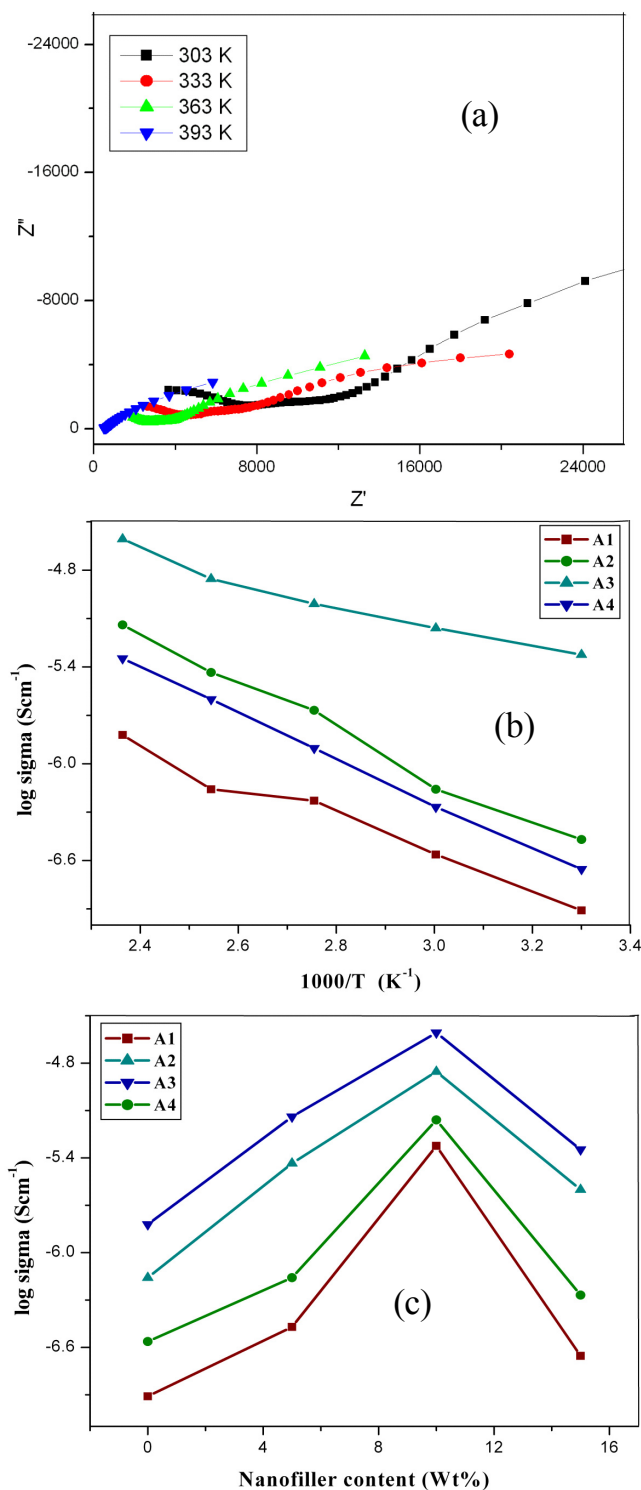 -24000
303 K
333 K
363 K
393 K
(a)
-16000
Z"
-8000
0
0 8000 16000 24000
Z'
A1
A2
A3
A4
-4.8
-5.4
(b)
log sigma (Scm-1)
-6.0
-6.6
2.4 2.6 2.8 3.0 3.2 3.4
1000/T (K-1)
A1
A2
A3
A4
-4.8
-5.4
log sigma (Scm-1)
-6.0
(c)
-6.6
0 4 8 12 16
Nanofiller content (Wt%)